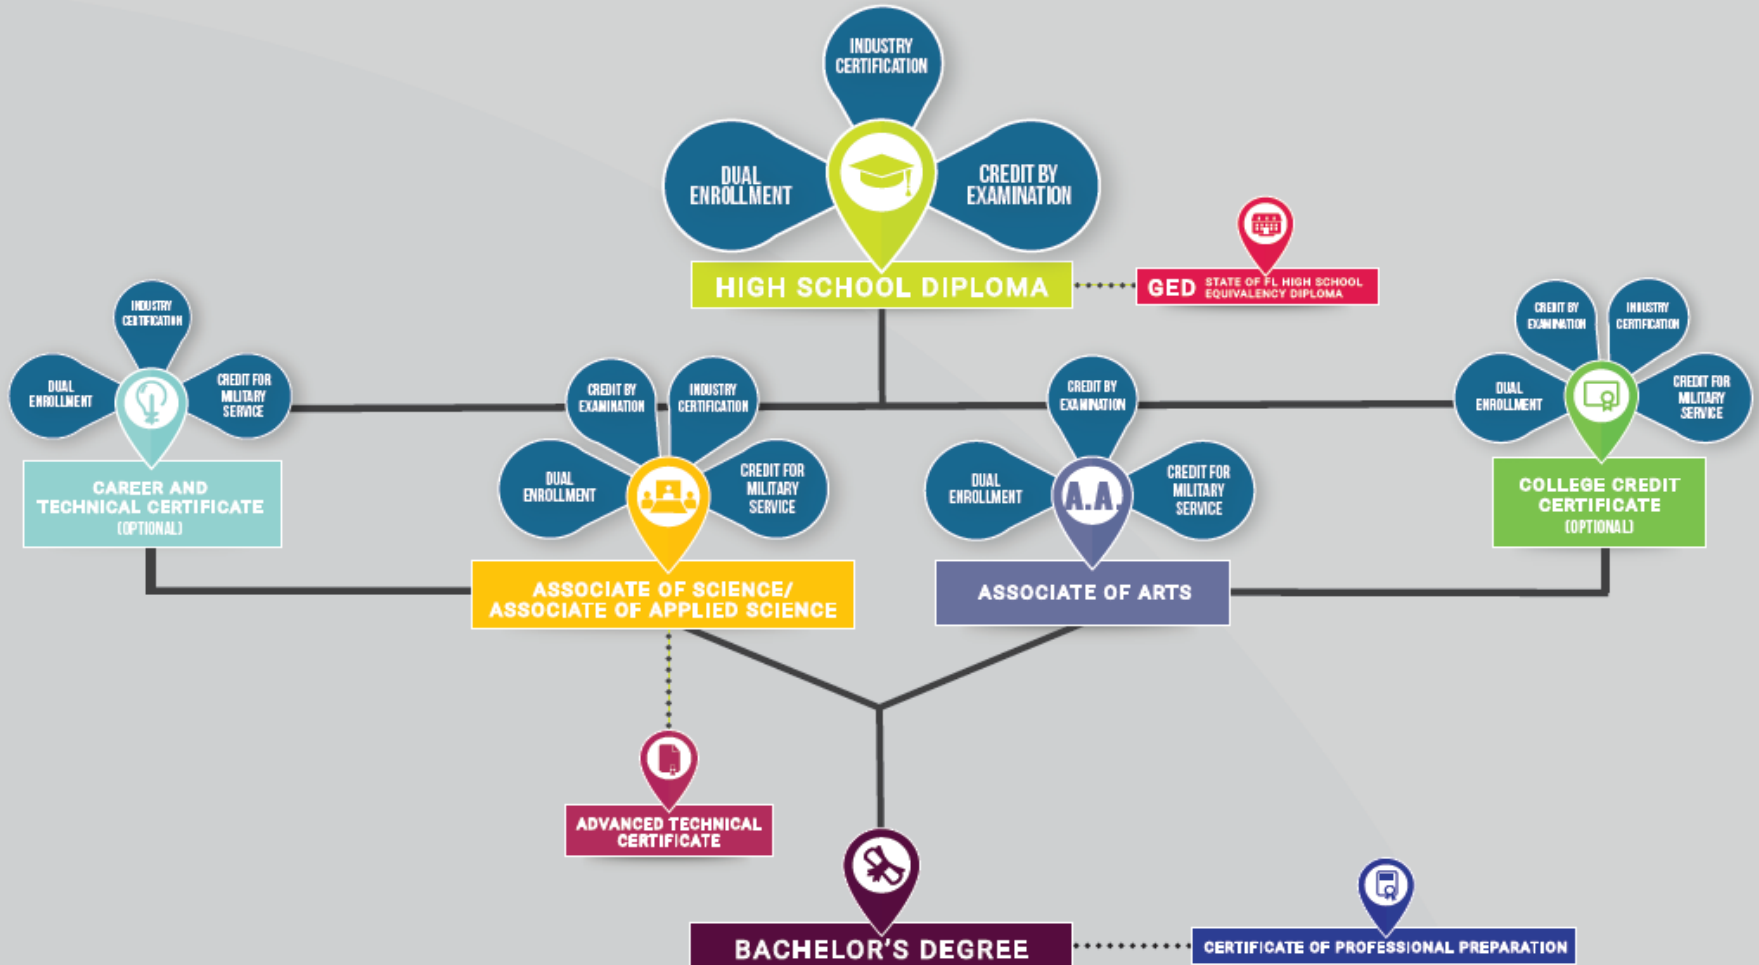 INDUSTRY
CERTIFICATION
DUAL
ENROLLMENT
CREDIT BY
EXAMINATION
HIGH SCHOOL DIPLOMA
GED
STATE OF FL HIGH SCHOOL
EQUIVALENCY DIPLOMA
INDUSTRY
CERTIFICATION
DUAL
ENROLLMENT
CREDIT FOR
MILITARY
SERVICE
CAREER AND
TECHNICAL CERTIFICATE
(OPTIONAL)
CREDIT BY
EXAMINATION
INDUSTRY
CERTIFICATION
DUAL
ENROLLMENT
CREDIT FOR
MILITARY
SERVICE
ASSOCIATE OF SCIENCE/
ASSOCIATE OF APPLIED SCIENCE
CREDIT BY
EXAMINATION
DUAL
ENROLLMENT
A.A.
CREDIT FOR
MILITARY
SERVICE
ASSOCIATE OF ARTS
CREDIT BY
EXAMINATION
INDUSTRY
CERTIFICATION
DUAL
ENROLLMENT
CREDIT FOR
MILITARY
SERVICE
COLLEGE CREDIT
CERTIFICATE
(OPTIONAL)
ADVANCED TECHNICAL
CERTIFICATE
BACHELOR'S DEGREE
CERTIFICATE OF PROFESSIONAL PREPARATION